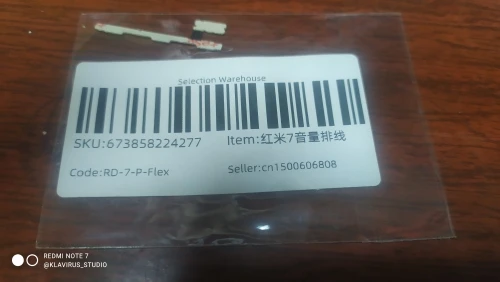 Selection Warehouse
SKU:673858224277
Item:红米7音量排线
Code:RD-7-P-Flex
Seller:cn1500606808
REDMI NOTE 7
@KLAVIRUS_STUDIO